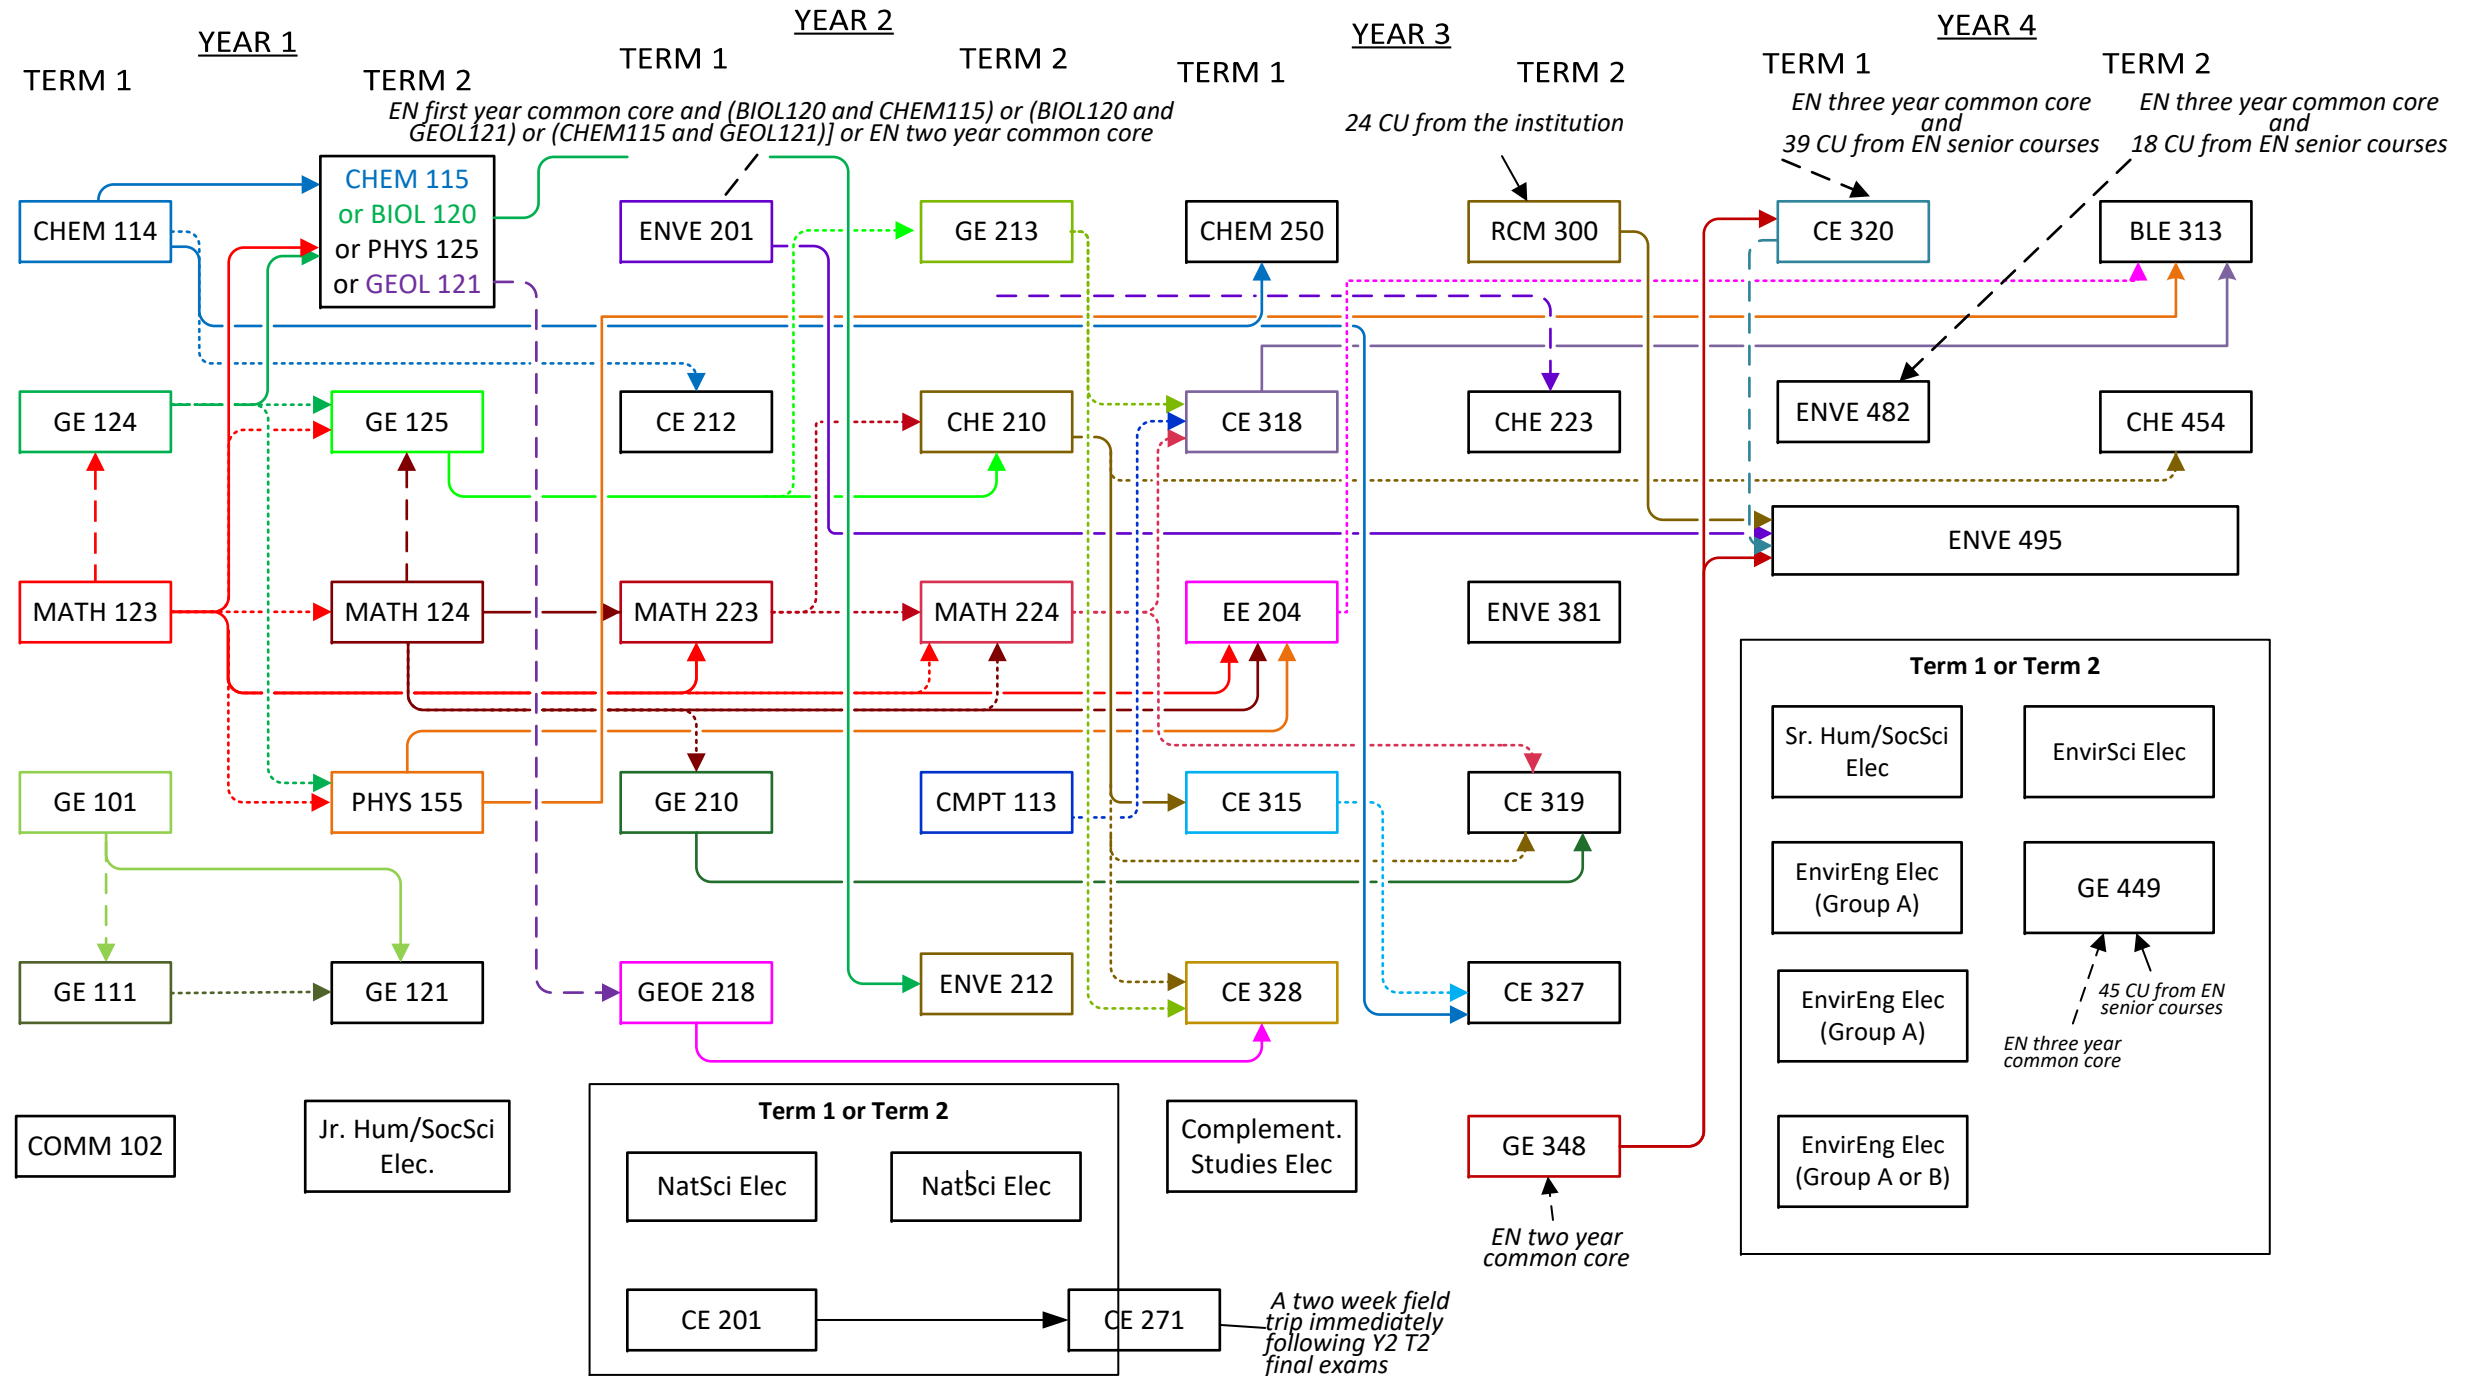 YEAR 1
YEAR 2
YEAR 3
YEAR 4
TERM 1
TERM 2
TERM 1
TERM 2
TERM 1
TERM 2
TERM 1
TERM 2
EN first year common core and (BIOL120 and CHEM115) or (BIOL120 and
GEOL121) or (CHEM115 and GEOL121)] or EN two year common core
24 CU from the institution
EN three year common core
and
39 CU from EN senior courses
EN three year common core
and
18 CU from EN senior courses
CHEM 114
CHEM 115
or BIOL 120
or PHYS 125
or GEOL 121
ENVE 201
GE 213
CHEM 250
RCM 300
CE 320
BLE 313
GE 124
GE 125
CE 212
CHE 210
CE 318
CHE 223
ENVE 482
CHE 454
ENVE 495
MATH 123
MATH 124
MATH 223
MATH 224
EE 204
ENVE 381
GE 101
PHYS 155
GE 210
CMPT 113
CE 315
CE 319
GE 111
GE 121
GEOE 218
ENVE 212
CE 328
CE 327
COMM 102
Jr. Hum/SocSci
Elec.
Term 1 or Term 2
NatSci Elec
NatSci Elec
CE 201
CE 271
A two week field
trip immediately
following Y2 T2
final exams
Complement.
Studies Elec
GE 348
EN two year
common core
Term 1 or Term 2
Sr. Hum/SocSci
Elec
EnvirSci Elec
EnvirEng Elec
(Group A)
GE 449
EnvirEng Elec
(Group A)
45 CU from EN
senior courses
EN three year
common core
EnvirEng Elec
(Group A or B)